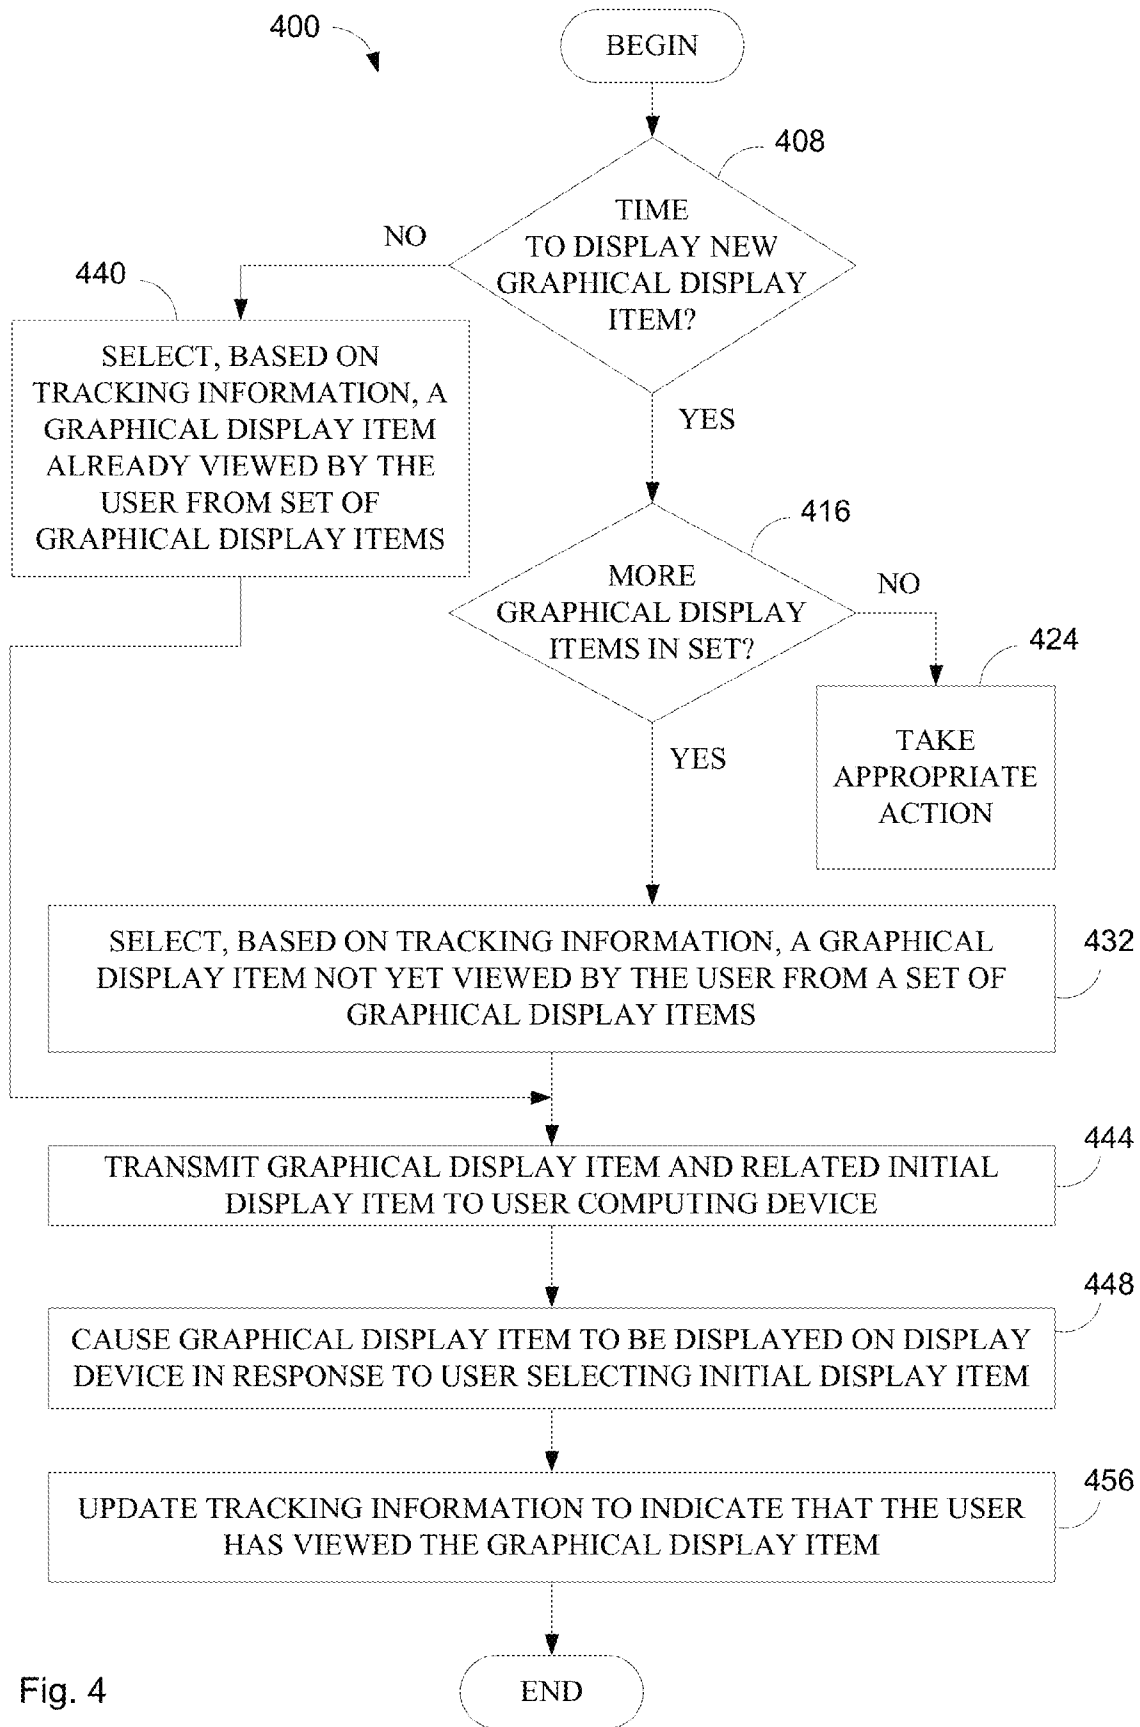 400
BEGIN
408
TIME
TO DISPLAY NEW
GRAPHICAL DISPLAY
ITEM?
NO
440
SELECT, BASED ON
TRACKING INFORMATION, A
GRAPHICAL DISPLAY ITEM
ALREADY VIEWED BY THE
USER FROM SET OF
GRAPHICAL DISPLAY ITEMS
YES
416
MORE
GRAPHICAL DISPLAY
ITEMS IN SET?
NO
424
TAKE
APPROPRIATE
ACTION
YES
SELECT, BASED ON TRACKING INFORMATION, A GRAPHICAL
DISPLAY ITEM NOT YET VIEWED BY THE USER FROM A SET OF
GRAPHICAL DISPLAY ITEMS
432
TRANSMIT GRAPHICAL DISPLAY ITEM AND RELATED INITIAL
DISPLAY ITEM TO USER COMPUTING DEVICE
444
CAUSE GRAPHICAL DISPLAY ITEM TO BE DISPLAYED ON DISPLAY
DEVICE IN RESPONSE TO USER SELECTING INITIAL DISPLAY ITEM
448
UPDATE TRACKING INFORMATION TO INDICATE THAT THE USER
HAS VIEWED THE GRAPHICAL DISPLAY ITEM
456
END
Fig. 4